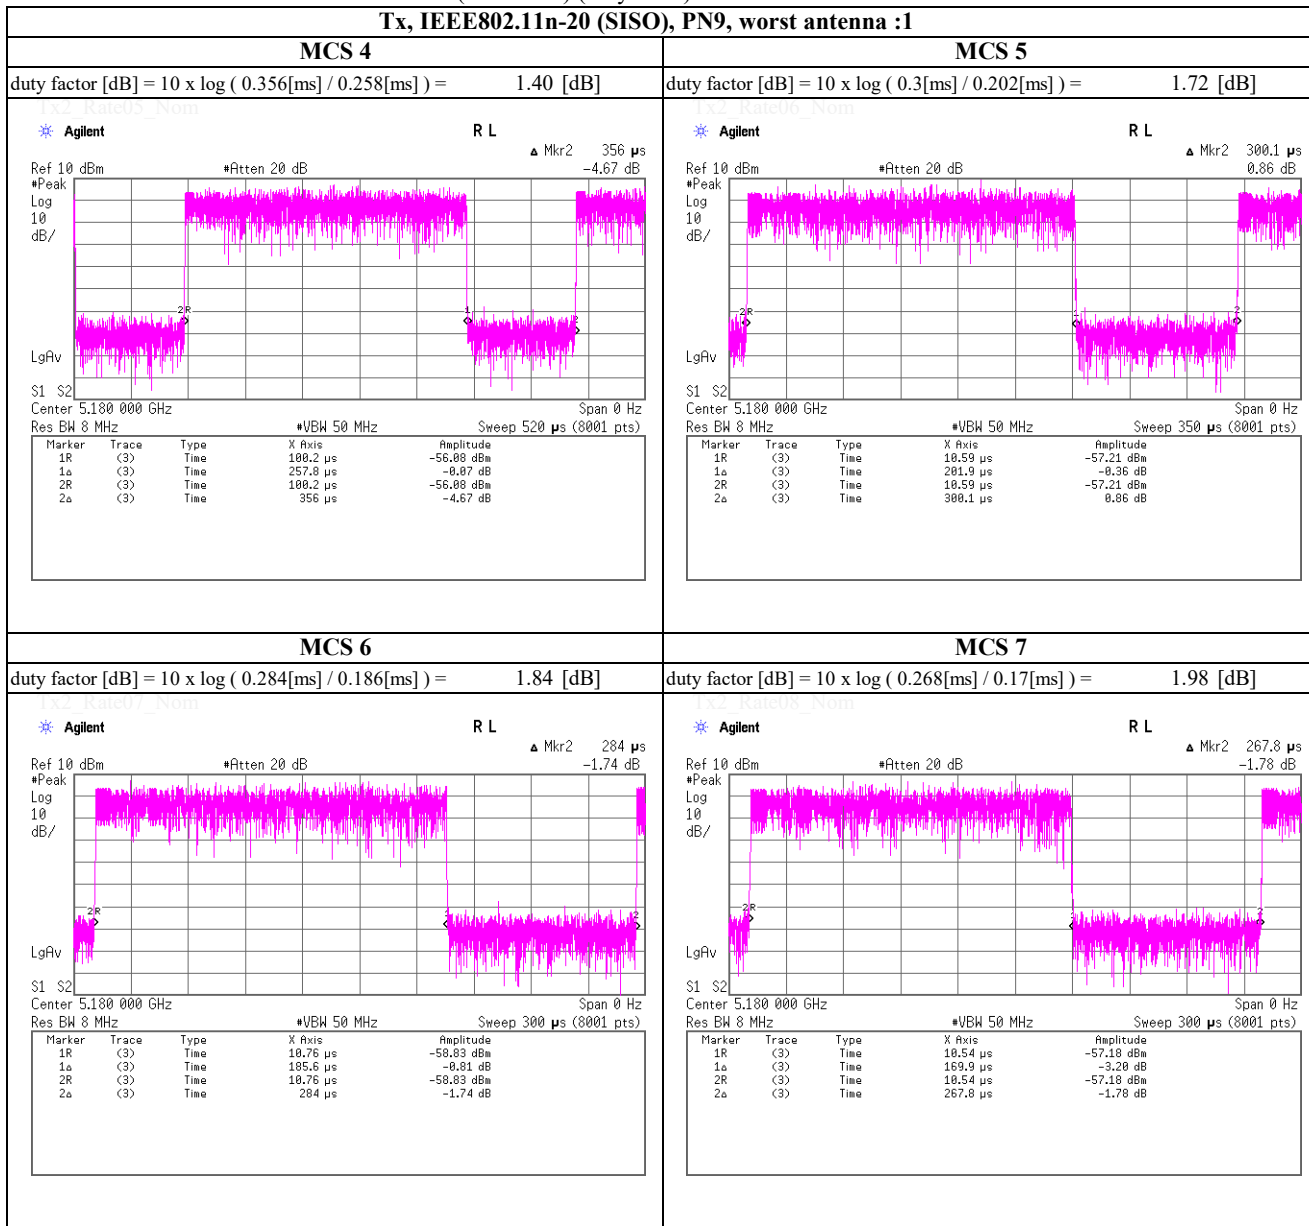 Tx, IEEE802.11n-20 (SISO), PN9, worst antenna :1
MCS 4
MCS 5
duty factor [dB] = 10 x log ( 0.356[ms] / 0.258[ms] ) = 1.40 [dB]
duty factor [dB] = 10 x log ( 0.3[ms] / 0.202[ms] ) = 1.72 [dB]
Tx2_Rate05_Nom
Agilent R L
Δ Mkr2 356 µs
Ref 10 dBm #Atten 20 dB -4.67 dB
#Peak
Log
10
dB/
2R
1
2
LgAv
S1 S2
Center 5.180 000 GHz Span 0 Hz
Res BW 8 MHz #VBW 50 MHz Sweep 520 µs (8001 pts)
Marker Trace Type X Axis Amplitude
1R (3) Time 100.2 µs -56.08 dBm
1Δ (3) Time 257.8 µs -0.07 dB
2R (3) Time 100.2 µs -56.08 dBm
2Δ (3) Time 356 µs -4.67 dB
Tx2_Rate06_Nom
Agilent R L
Δ Mkr2 300.1 µs
Ref 10 dBm #Atten 20 dB 0.86 dB
#Peak
Log
10
dB/
2R
1
2
LgAv
S1 S2
Center 5.180 000 GHz Span 0 Hz
Res BW 8 MHz #VBW 50 MHz Sweep 350 µs (8001 pts)
Marker Trace Type X Axis Amplitude
1R (3) Time 10.59 µs -57.21 dBm
1Δ (3) Time 201.9 µs -0.36 dB
2R (3) Time 10.59 µs -57.21 dBm
2Δ (3) Time 300.1 µs 0.86 dB
MCS 6
MCS 7
duty factor [dB] = 10 x log ( 0.284[ms] / 0.186[ms] ) = 1.84 [dB]
duty factor [dB] = 10 x log ( 0.268[ms] / 0.17[ms] ) = 1.98 [dB]
Tx2_Rate07_Nom
Agilent R L
Δ Mkr2 284 µs
Ref 10 dBm #Atten 20 dB -1.74 dB
#Peak
Log
10
dB/
2R
1
2
LgAv
S1 S2
Center 5.180 000 GHz Span 0 Hz
Res BW 8 MHz #VBW 50 MHz Sweep 300 µs (8001 pts)
Marker Trace Type X Axis Amplitude
1R (3) Time 10.76 µs -58.83 dBm
1Δ (3) Time 185.6 µs -0.81 dB
2R (3) Time 10.76 µs -58.83 dBm
2Δ (3) Time 284 µs -1.74 dB
Tx2_Rate08_Nom
Agilent R L
Δ Mkr2 267.8 µs
Ref 10 dBm #Atten 20 dB -1.78 dB
#Peak
Log
10
dB/
2R
1
2
LgAv
S1 S2
Center 5.180 000 GHz Span 0 Hz
Res BW 8 MHz #VBW 50 MHz Sweep 300 µs (8001 pts)
Marker Trace Type X Axis Amplitude
1R (3) Time 10.54 µs -57.18 dBm
1Δ (3) Time 169.9 µs -3.20 dB
2R (3) Time 10.54 µs -57.18 dBm
2Δ (3) Time 267.8 µs -1.78 dB